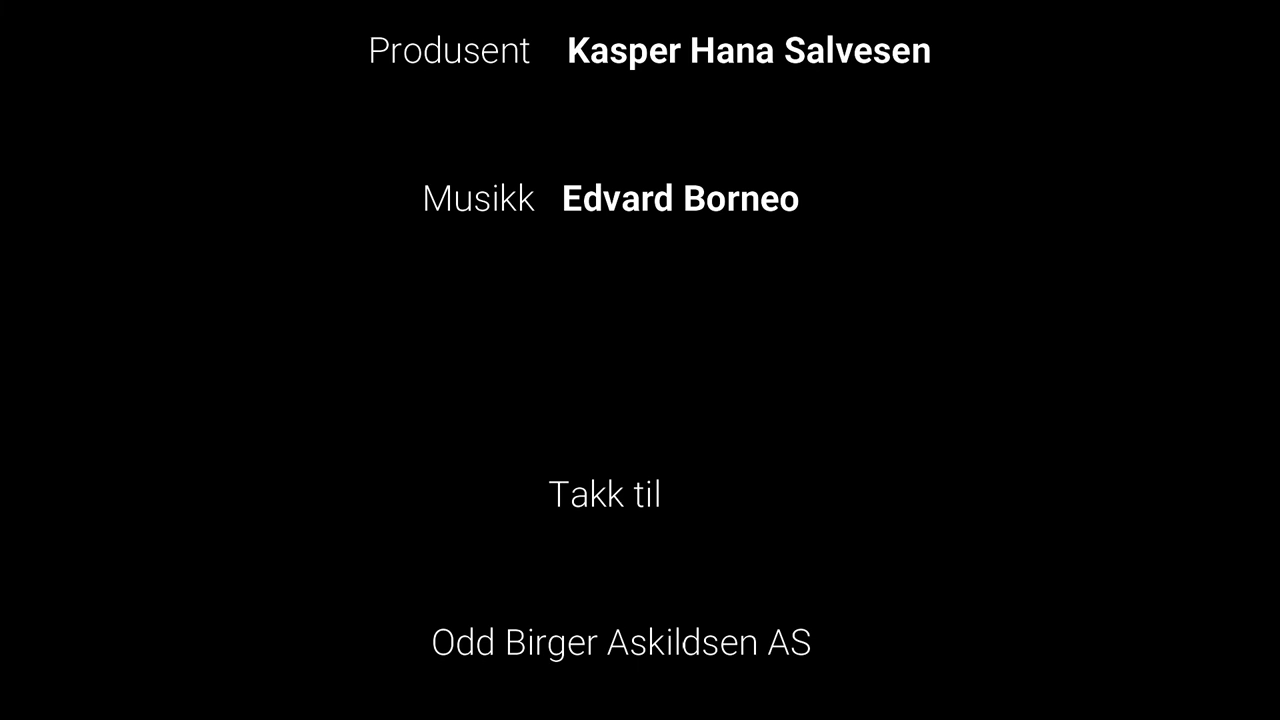 Produsent Kasper Hana Salvesen
Musikk Edvard Borneo
Takk til
Odd Birger Askildsen AS